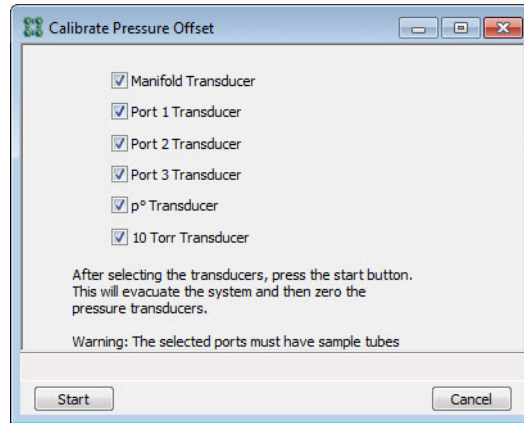 Calibrate Pressure Offset
Manifold Transducer
Port 1 Transducer
Port 2 Transducer
Port 3 Transducer
p° Transducer
10 Torr Transducer
After selecting the transducers, press the start button.
This will evacuate the system and then zero the
pressure transducers.
Warning: The selected ports must have sample tubes
Start
Cancel